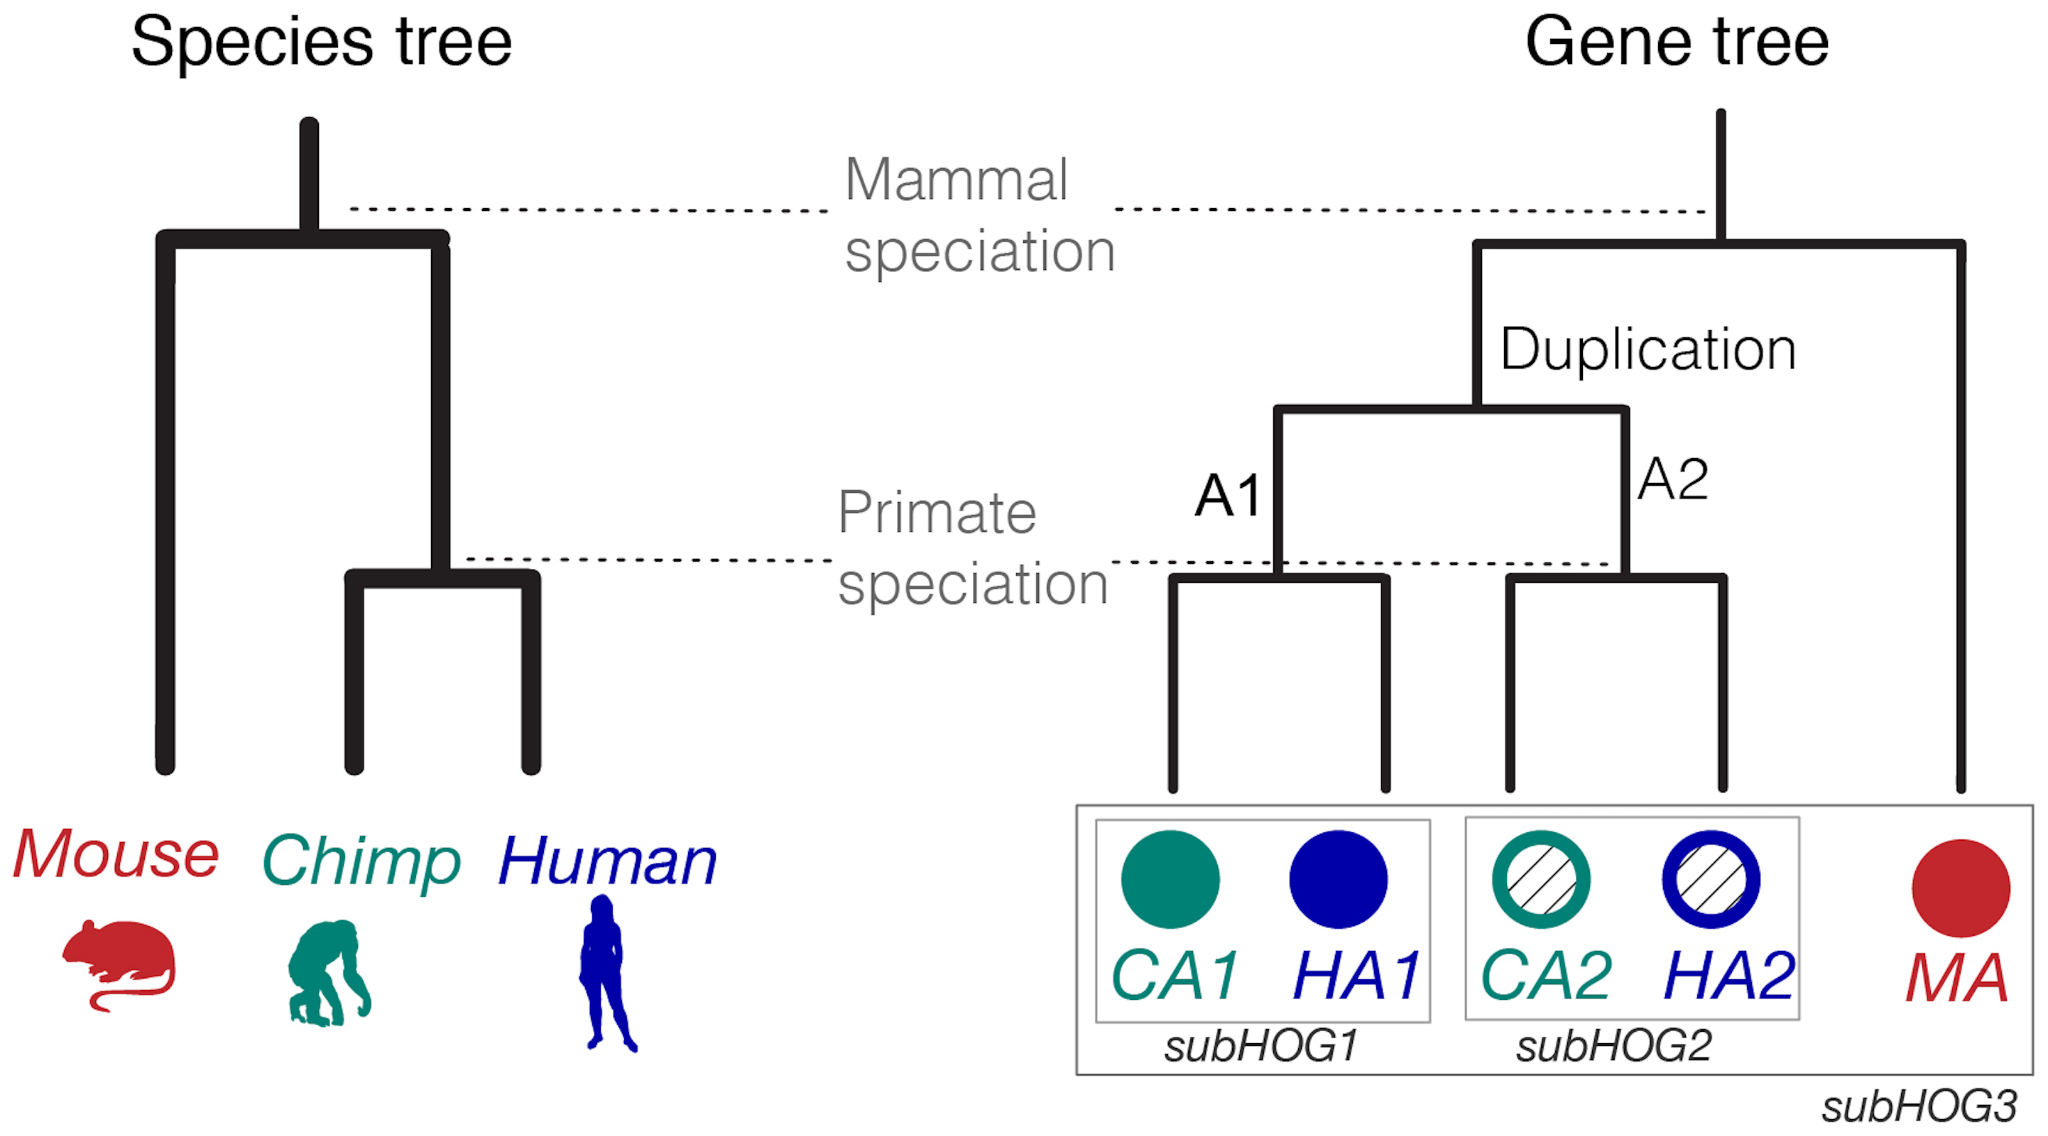 Species tree
Gene tree
Mammal
speciation
Duplication
A1
A2
Primate
speciation
Mouse
Chimp
Human
CA1
HA1
CA2
HA2
MA
subHOG1
subHOG2
subHOG3